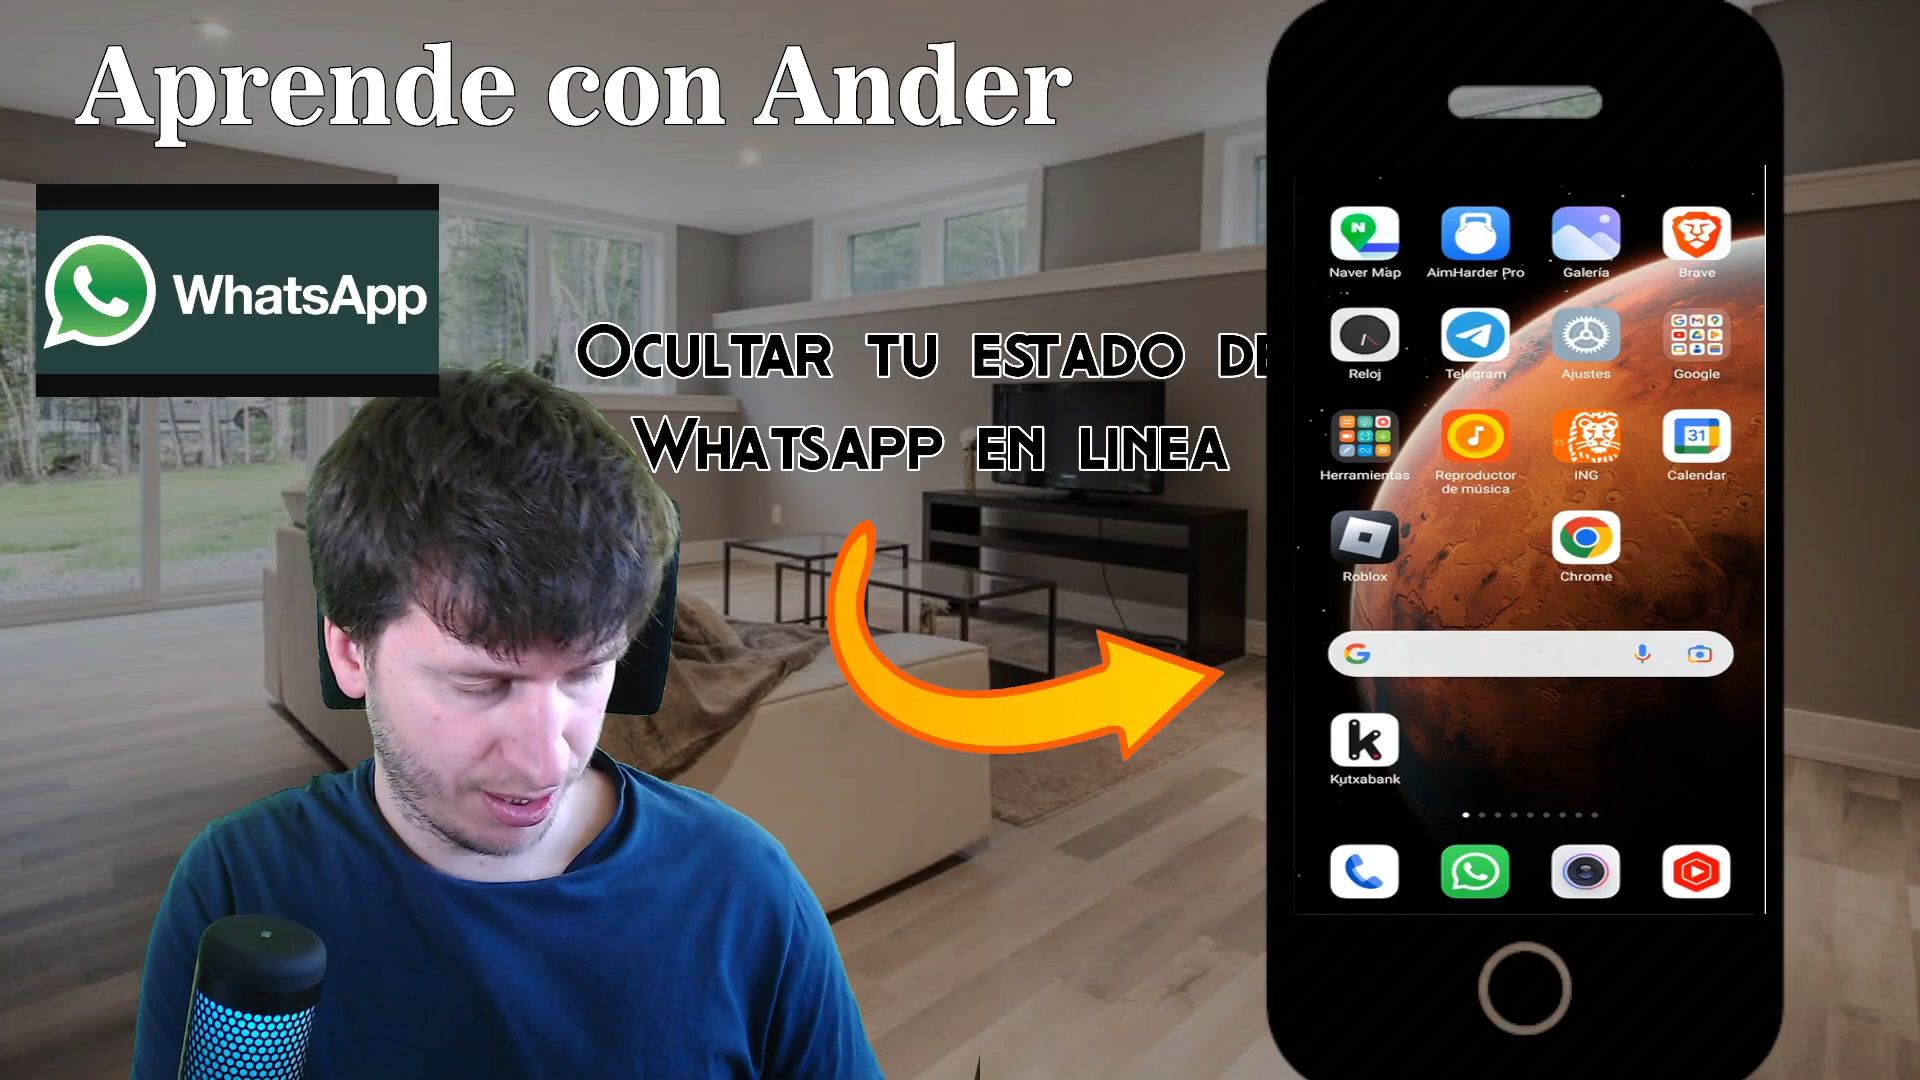 Aprende con Ander
WhatsApp
Ocultar tu estado de
Whatsapp en linea
Naver Map
AimHarder Pro
Galería
Brave
Reloj
Telegram
Ajustes
Google
Herramientas
Reproductor
de música
ING
31
Calendar
Roblox
Chrome
Kutxabank